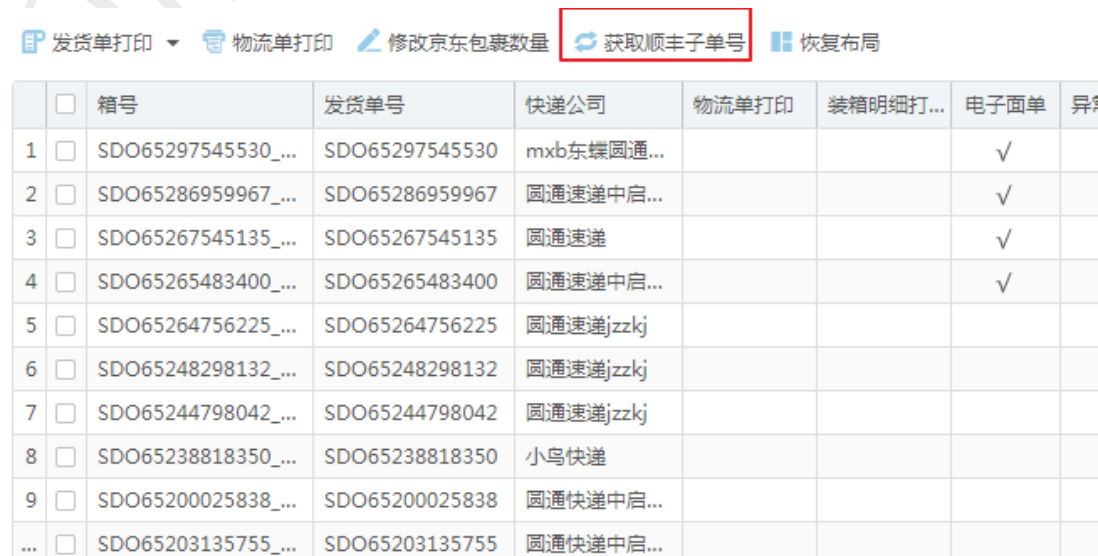 发货单打印 物流单打印 修改京东包裹数量 获取顺丰子单号 恢复布局
箱号 发货单号 快递公司 物流单打印 装箱明细打... 电子面单 异常
1 SDO65297545530_... SDO65297545530 mxb东蝶圆通... √
2 SDO65286959967_... SDO65286959967 圆通速递中启... √
3 SDO65267545135_... SDO65267545135 圆通速递 √
4 SDO65265483400_... SDO65265483400 圆通速递中启... √
5 SDO65264756225_... SDO65264756225 圆通速递jzzkj
6 SDO65248298132_... SDO65248298132 圆通速递jzzkj
7 SDO65244798042_... SDO65244798042 圆通速递jzzkj
8 SDO65238818350_... SDO65238818350 小鸟快递
9 SDO65200025838_... SDO65200025838 圆通快递中启...
... SDO65203135755_... SDO65203135755 圆通快递中启...